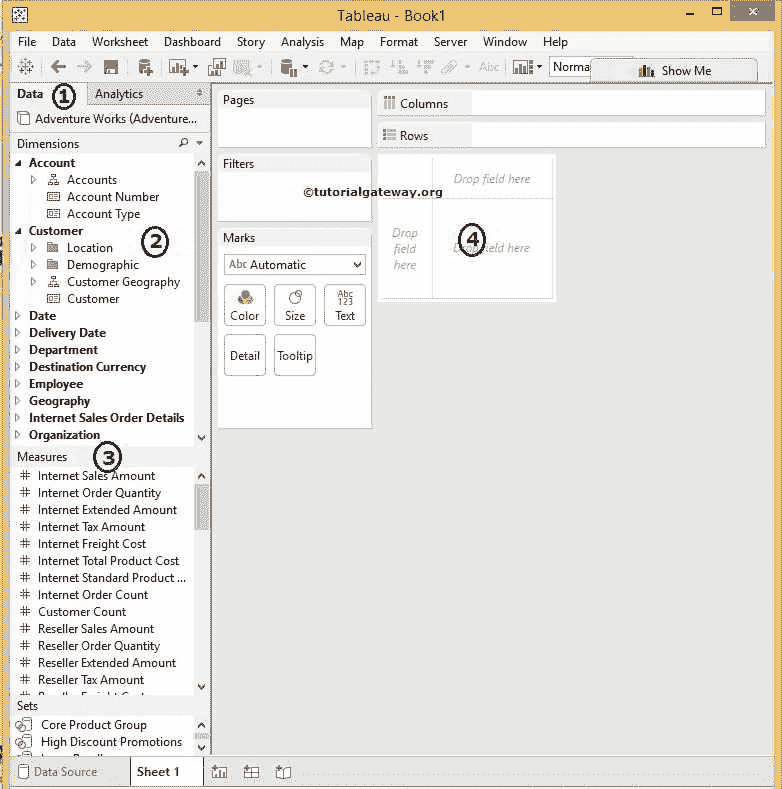 Tableau - Book1
File Data Worksheet Dashboard Story Analysis Map Format Server Window Help
Abc Norma Show Me
Data 1 Analytics
Adventure Works (Adventure...
Dimensions
Account
Accounts
Account Number
Account Type
Customer
Location
2
Demographic
Customer Geography
Customer
Date
Delivery Date
Department
Destination Currency
Employee
Geography
Internet Sales Order Details
Organization
Measures 3
Internet Sales Amount
Internet Order Quantity
Internet Extended Amount
Internet Tax Amount
Internet Freight Cost
Internet Total Product Cost
Internet Standard Product ...
Internet Order Count
Customer Count
Reseller Sales Amount
Reseller Order Quantity
Reseller Extended Amount
Reseller Tax Amount
Sets
Core Product Group
High Discount Promotions
Pages
Filters
Marks
Abc Automatic
Color Size Abc 123 Text
Detail Tooltip
Columns
Rows
©tutorialgateway.org
Drop field here
Drop field here
4
Drop field here
Data Source Sheet 1